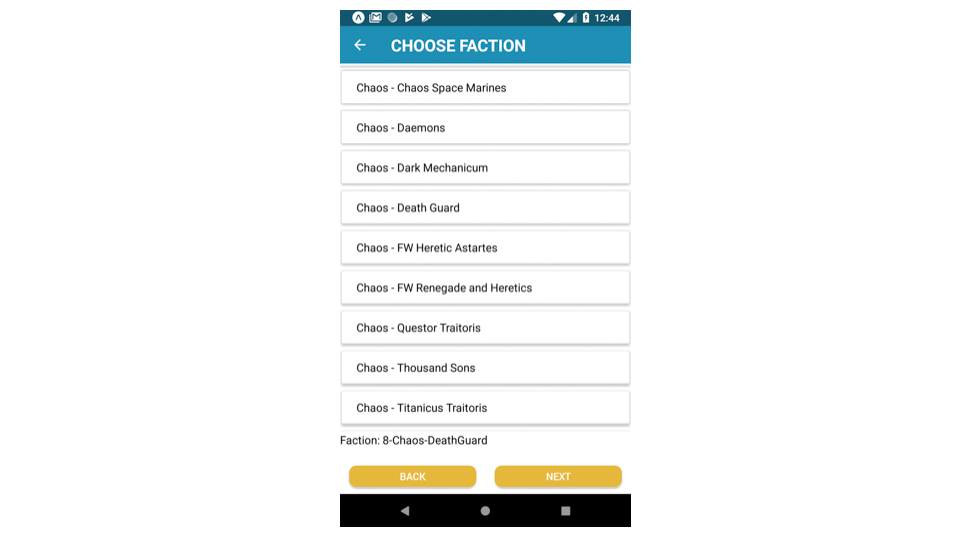 12:44
CHOOSE FACTION
Chaos - Chaos Space Marines
Chaos - Daemons
Chaos - Dark Mechanicum
Chaos - Death Guard
Chaos - FW Heretic Astartes
Chaos - FW Renegade and Heretics
Chaos - Questor Traitoris
Chaos - Thousand Sons
Chaos - Titanicus Traitoris
Faction: 8-Chaos-DeathGuard
BACK NEXT